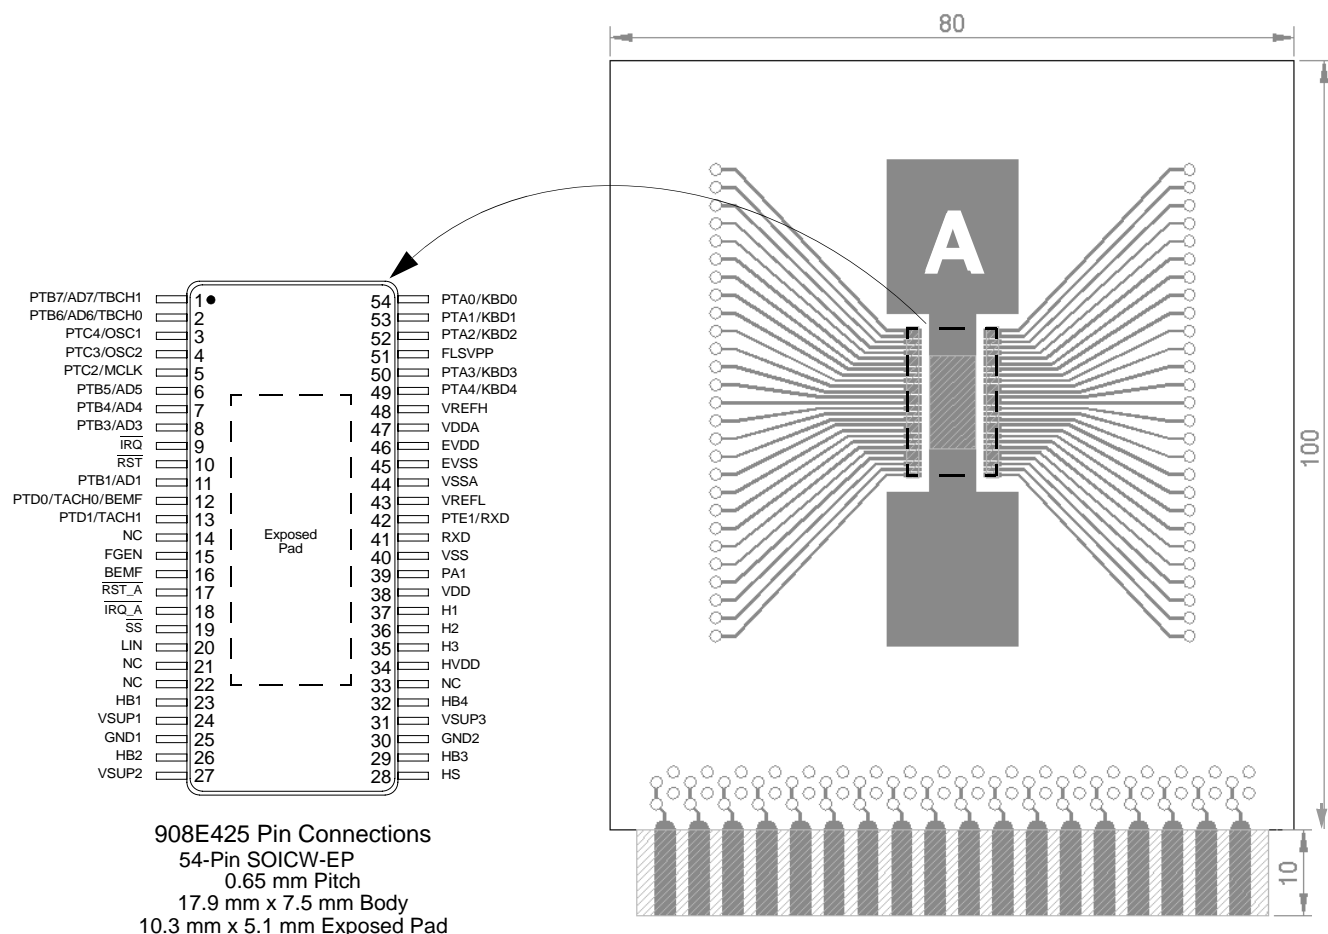 80
A
100
10
PTB7/AD7/TBCH1 1 54 PTA0/KBD0
PTB6/AD6/TBCH0 2 53 PTA1/KBD1
PTC4/OSC1 3 52 PTA2/KBD2
PTC3/OSC2 4 51 FLSVPP
PTC2/MCLK 5 50 PTA3/KBD3
PTB5/AD5 6 49 PTA4/KBD4
PTB4/AD4 7 48 VREFH
PTB3/AD3 8 47 VDDA
IRQ 9 46 EVDD
RST 10 45 EVSS
PTB1/AD1 11 44 VSSA
PTD0/TACH0/BEMF 12 43 VREFL
PTD1/TACH1 13 42 PTE1/RXD
NC 14 41 RXD
FGEN 15 40 VSS
BEMF 16 39 PA1
RST_A 17 38 VDD
IRQ_A 18 37 H1
SS 19 36 H2
LIN 20 35 H3
NC 21 34 HVDD
NC 22 33 NC
HB1 23 32 HB4
VSUP1 24 31 VSUP3
GND1 25 30 GND2
HB2 26 29 HB3
VSUP2 27 28 HS
Exposed
Pad
908E425 Pin Connections
54-Pin SOICW-EP
0.65 mm Pitch
17.9 mm x 7.5 mm Body
10.3 mm x 5.1 mm Exposed Pad